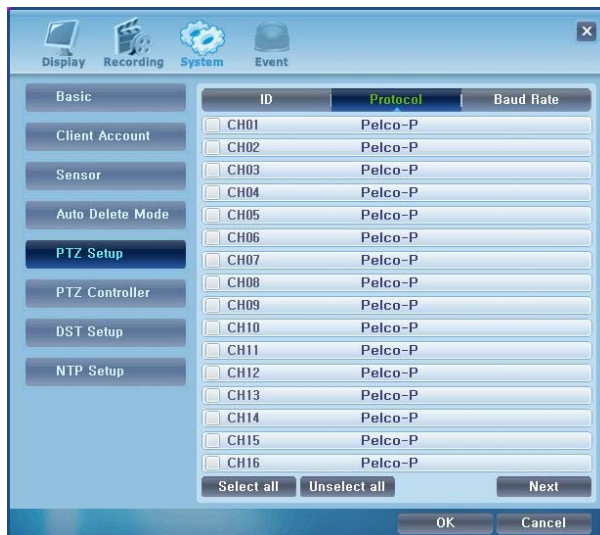 Display Recording System Event
Basic
Client Account
Sensor
Auto Delete Mode
PTZ Setup
PTZ Controller
DST Setup
NTP Setup
ID Protocol Baud Rate
CH01 Pelco-P
CH02 Pelco-P
CH03 Pelco-P
CH04 Pelco-P
CH05 Pelco-P
CH06 Pelco-P
CH07 Pelco-P
CH08 Pelco-P
CH09 Pelco-P
CH10 Pelco-P
CH11 Pelco-P
CH12 Pelco-P
CH13 Pelco-P
CH14 Pelco-P
CH15 Pelco-P
CH16 Pelco-P
Select all Unselect all Next
OK Cancel